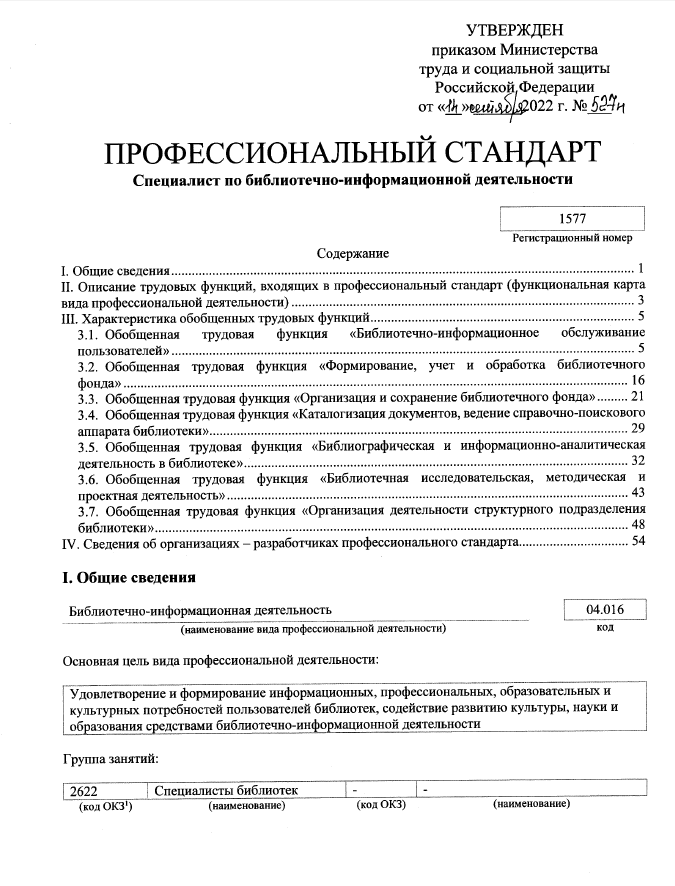 УТВЕРЖДЕН
приказом Министерства
труда и социальной защиты
Российской Федерации
от «14» сентября 2022 г. № 527н
ПРОФЕССИОНАЛЬНЫЙ СТАНДАРТ
Специалист по библиотечно-информационной деятельности
1577
Регистрационный номер
Содержание
I. Общие сведения.......... 1
II. Описание трудовых функций, входящих в профессиональный стандарт (функциональная карта
вида профессиональной деятельности).......... 3
III. Характеристика обобщенных трудовых функций.......... 5
3.1. Обобщенная трудовая функция «Библиотечно-информационное обслуживание
пользователей».......... 5
3.2. Обобщенная трудовая функция «Формирование, учет и обработка библиотечного
фонда».......... 16
3.3. Обобщенная трудовая функция «Организация и сохранение библиотечного фонда»......... 21
3.4. Обобщенная трудовая функция «Каталогизация документов, ведение справочно-поискового
аппарата библиотеки».......... 29
3.5. Обобщенная трудовая функция «Библиографическая и информационно-аналитическая
деятельность в библиотеке».......... 32
3.6. Обобщенная трудовая функция «Библиотечная исследовательская, методическая и
проектная деятельность».......... 43
3.7. Обобщенная трудовая функция «Организация деятельности структурного подразделения
библиотеки».......... 48
IV. Сведения об организациях – разработчиках профессионального стандарта.......... 54
I. Общие сведения
Библиотечно-информационная деятельность 04.016
(наименование вида профессиональной деятельности) код
Основная цель вида профессиональной деятельности:
Удовлетворение и формирование информационных, профессиональных, образовательных и
культурных потребностей пользователей библиотек, содействие развитию культуры, науки и
образования средствами библиотечно-информационной деятельности
Группа занятий:
2622 Специалисты библиотек - -
(код ОКЗ¹) (наименование) (код ОКЗ) (наименование)